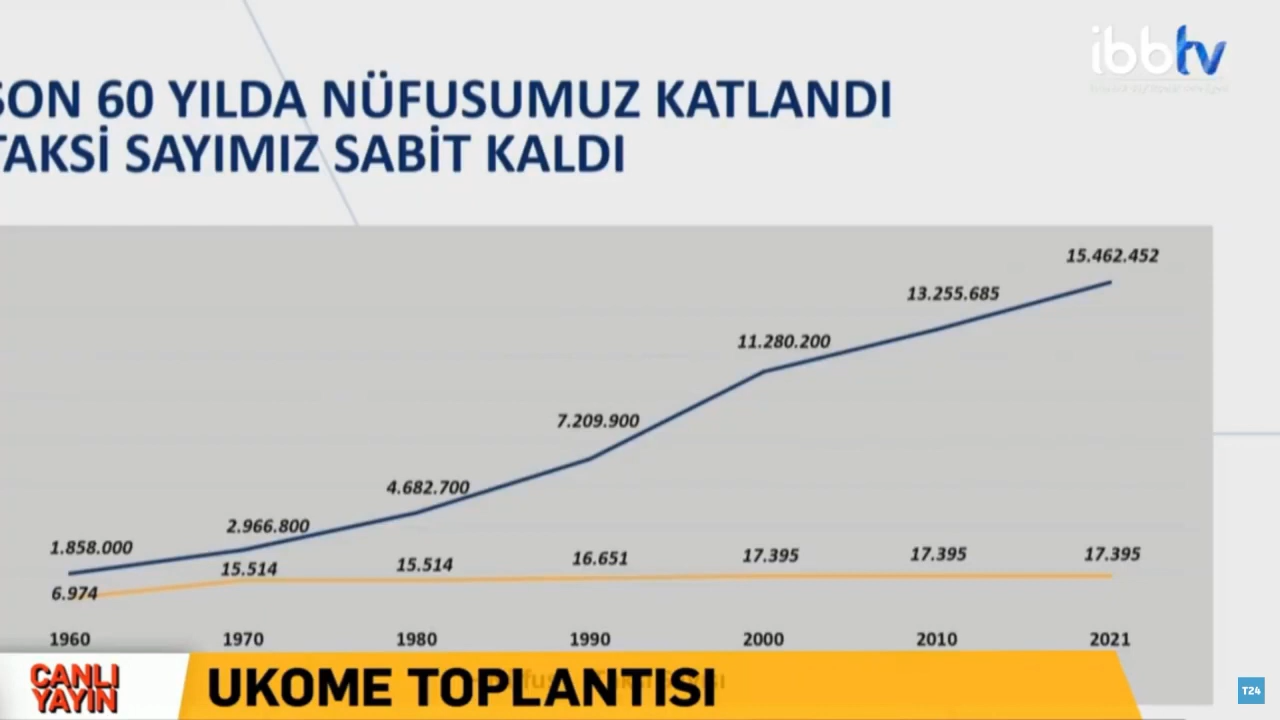 ibbtv
SON 60 YILDA NÜFUSUMUZ KATLANDI
TAKSİ SAYIMIZ SABİT KALDI
15.462.452
13.255.685
11.280.200
7.209.900
4.682.700
2.966.800
1.858.000
6.974
15.514
15.514
16.651
17.395
17.395
17.395
1960 1970 1980 1990 2000 2010 2021
CANLI
YAYIN
UKOME TOPLANTISI
T24